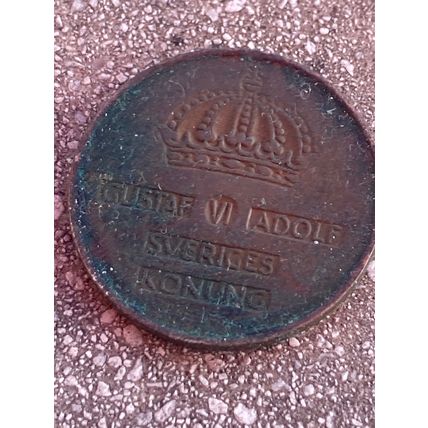 GUSTAF VI ADOLF
SVERIGES
KONUNG